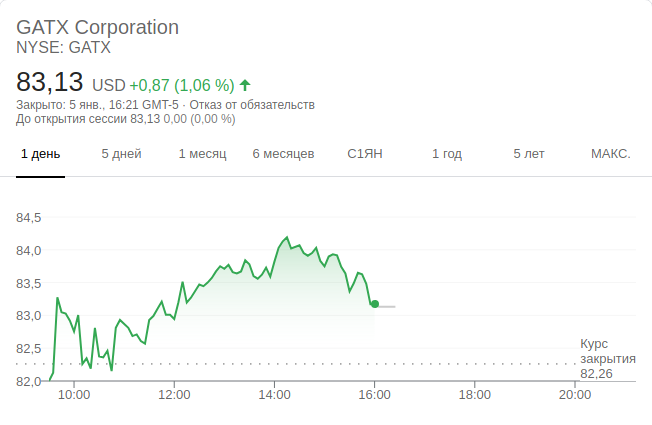 GATX Corporation
NYSE: GATX
83,13 USD +0,87 (1,06 %)
Закрыто: 5 янв., 16:21 GMT-5 · Отказ от обязательств
До открытия сессии 83,13 0,00 (0,00 %)
1 день 5 дней 1 месяц 6 месяцев С1ЯН 1 год 5 лет МАКС.
84,5
84,0
83,5
83,0
82,5
82,0
Курс
закрытия
82,26
10:00 12:00 14:00 16:00 18:00 20:00